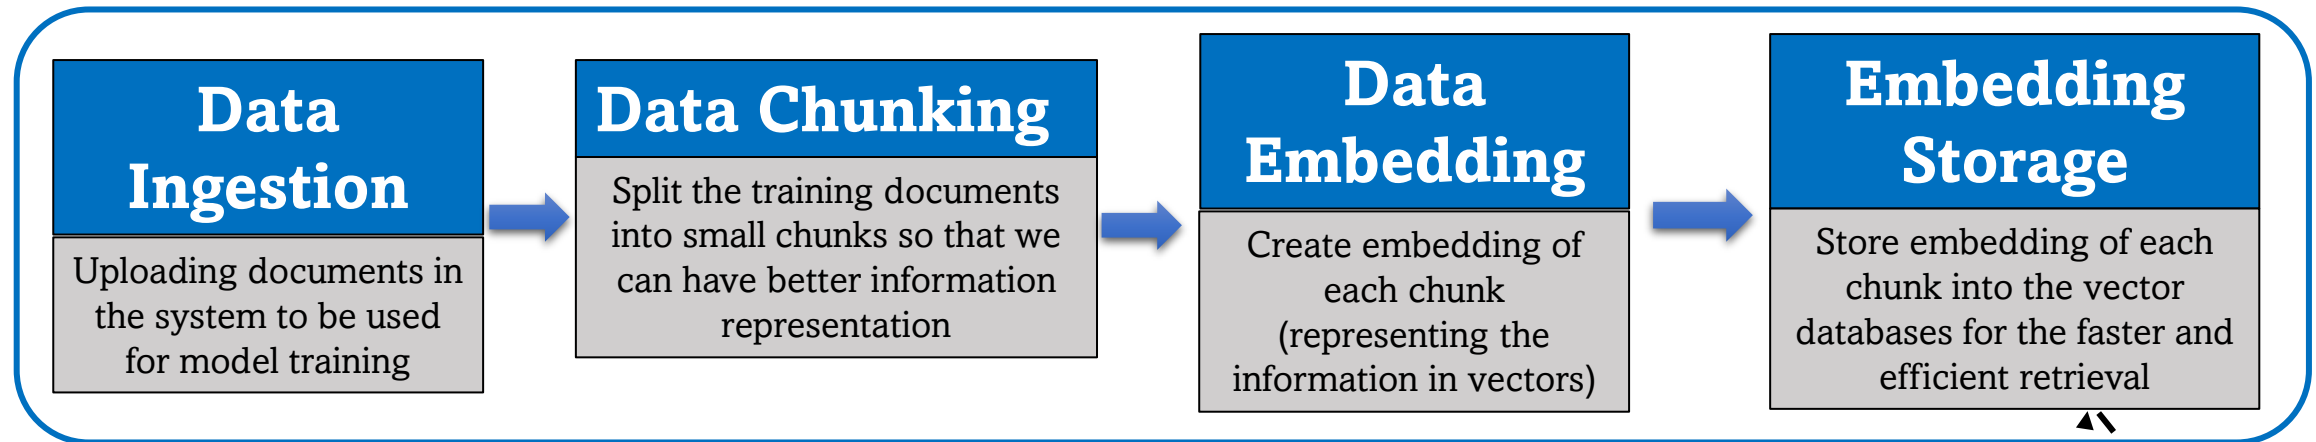 Data
Ingestion
Uploading documents in
the system to be used
for model training
Data Chunking
Split the training documents
into small chunks so that we
can have better information
representation
Data
Embedding
Create embedding of
each chunk
(representing the
information in vectors)
Embedding
Storage
Store embedding of each
chunk into the vector
databases for the faster and
efficient retrieval